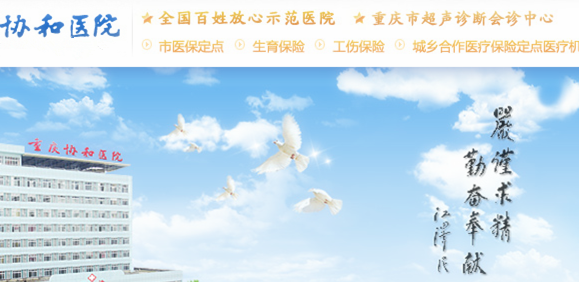 协和医院
全国百姓放心示范医院 重庆市超声诊断会诊中心
市医保定点 生育保险 工伤保险 城乡合作医疗保险定点医疗机
重庆协和医院
嚴谨求精
勤奋奉献
江泽民